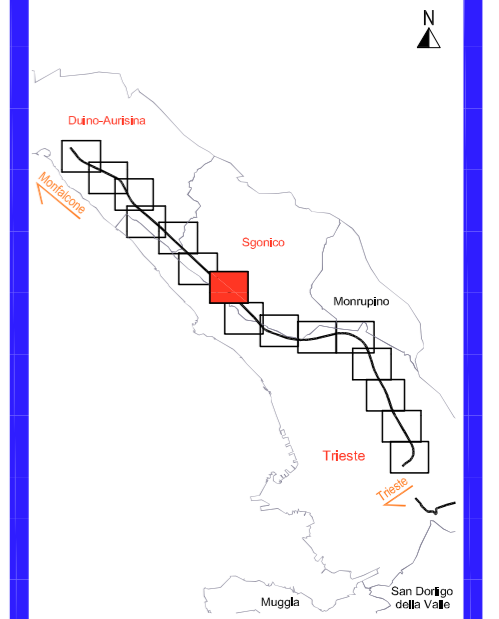 N
Duino-Aurisina
Monfalcone
Sgonico
Monrupino
Trieste
Trieste
San Dorligo
della Valle
Muggia